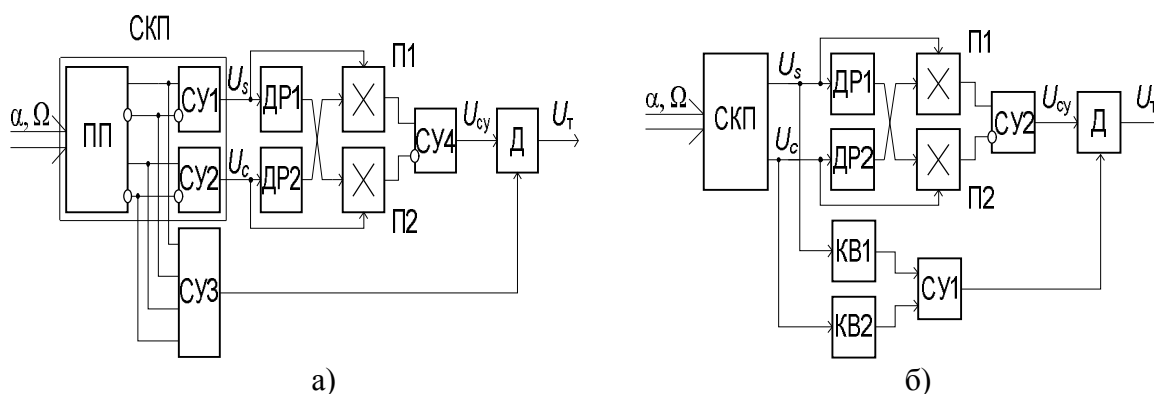 СКП
α, Ω
ПП
СУ1
СУ2
СУ3
U_s
U_c
ДР1
ДР2
П1
П2
СУ4
U_су
Д
U_т
а)
α, Ω
СКП
U_s
U_c
ДР1
ДР2
П1
П2
КВ1
КВ2
СУ1
СУ2
U_су
Д
U_т
б)